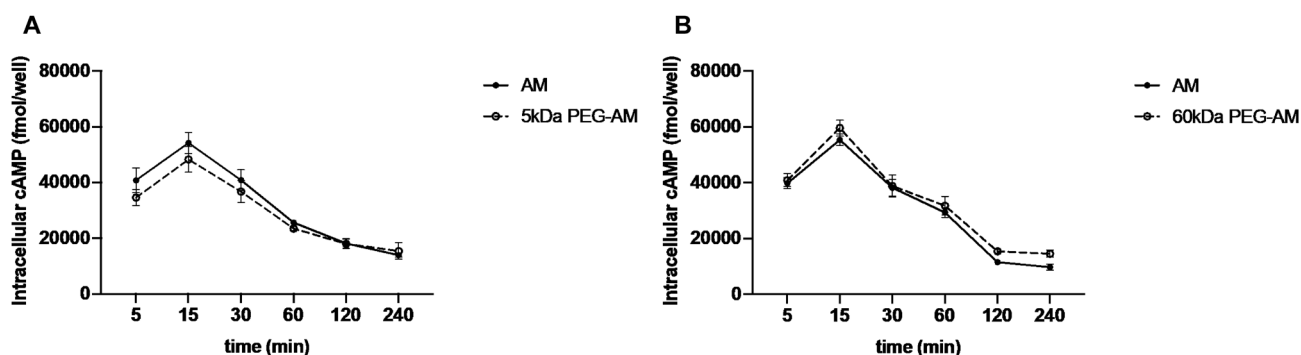 A
Intracellular cAMP (fmol/well)
80000
60000
40000
20000
0
5 15 30 60 120 240
time (min)
AM
5kDa PEG-AM
B
Intracellular cAMP (fmol/well)
80000
60000
40000
20000
0
5 15 30 60 120 240
time (min)
AM
60kDa PEG-AM